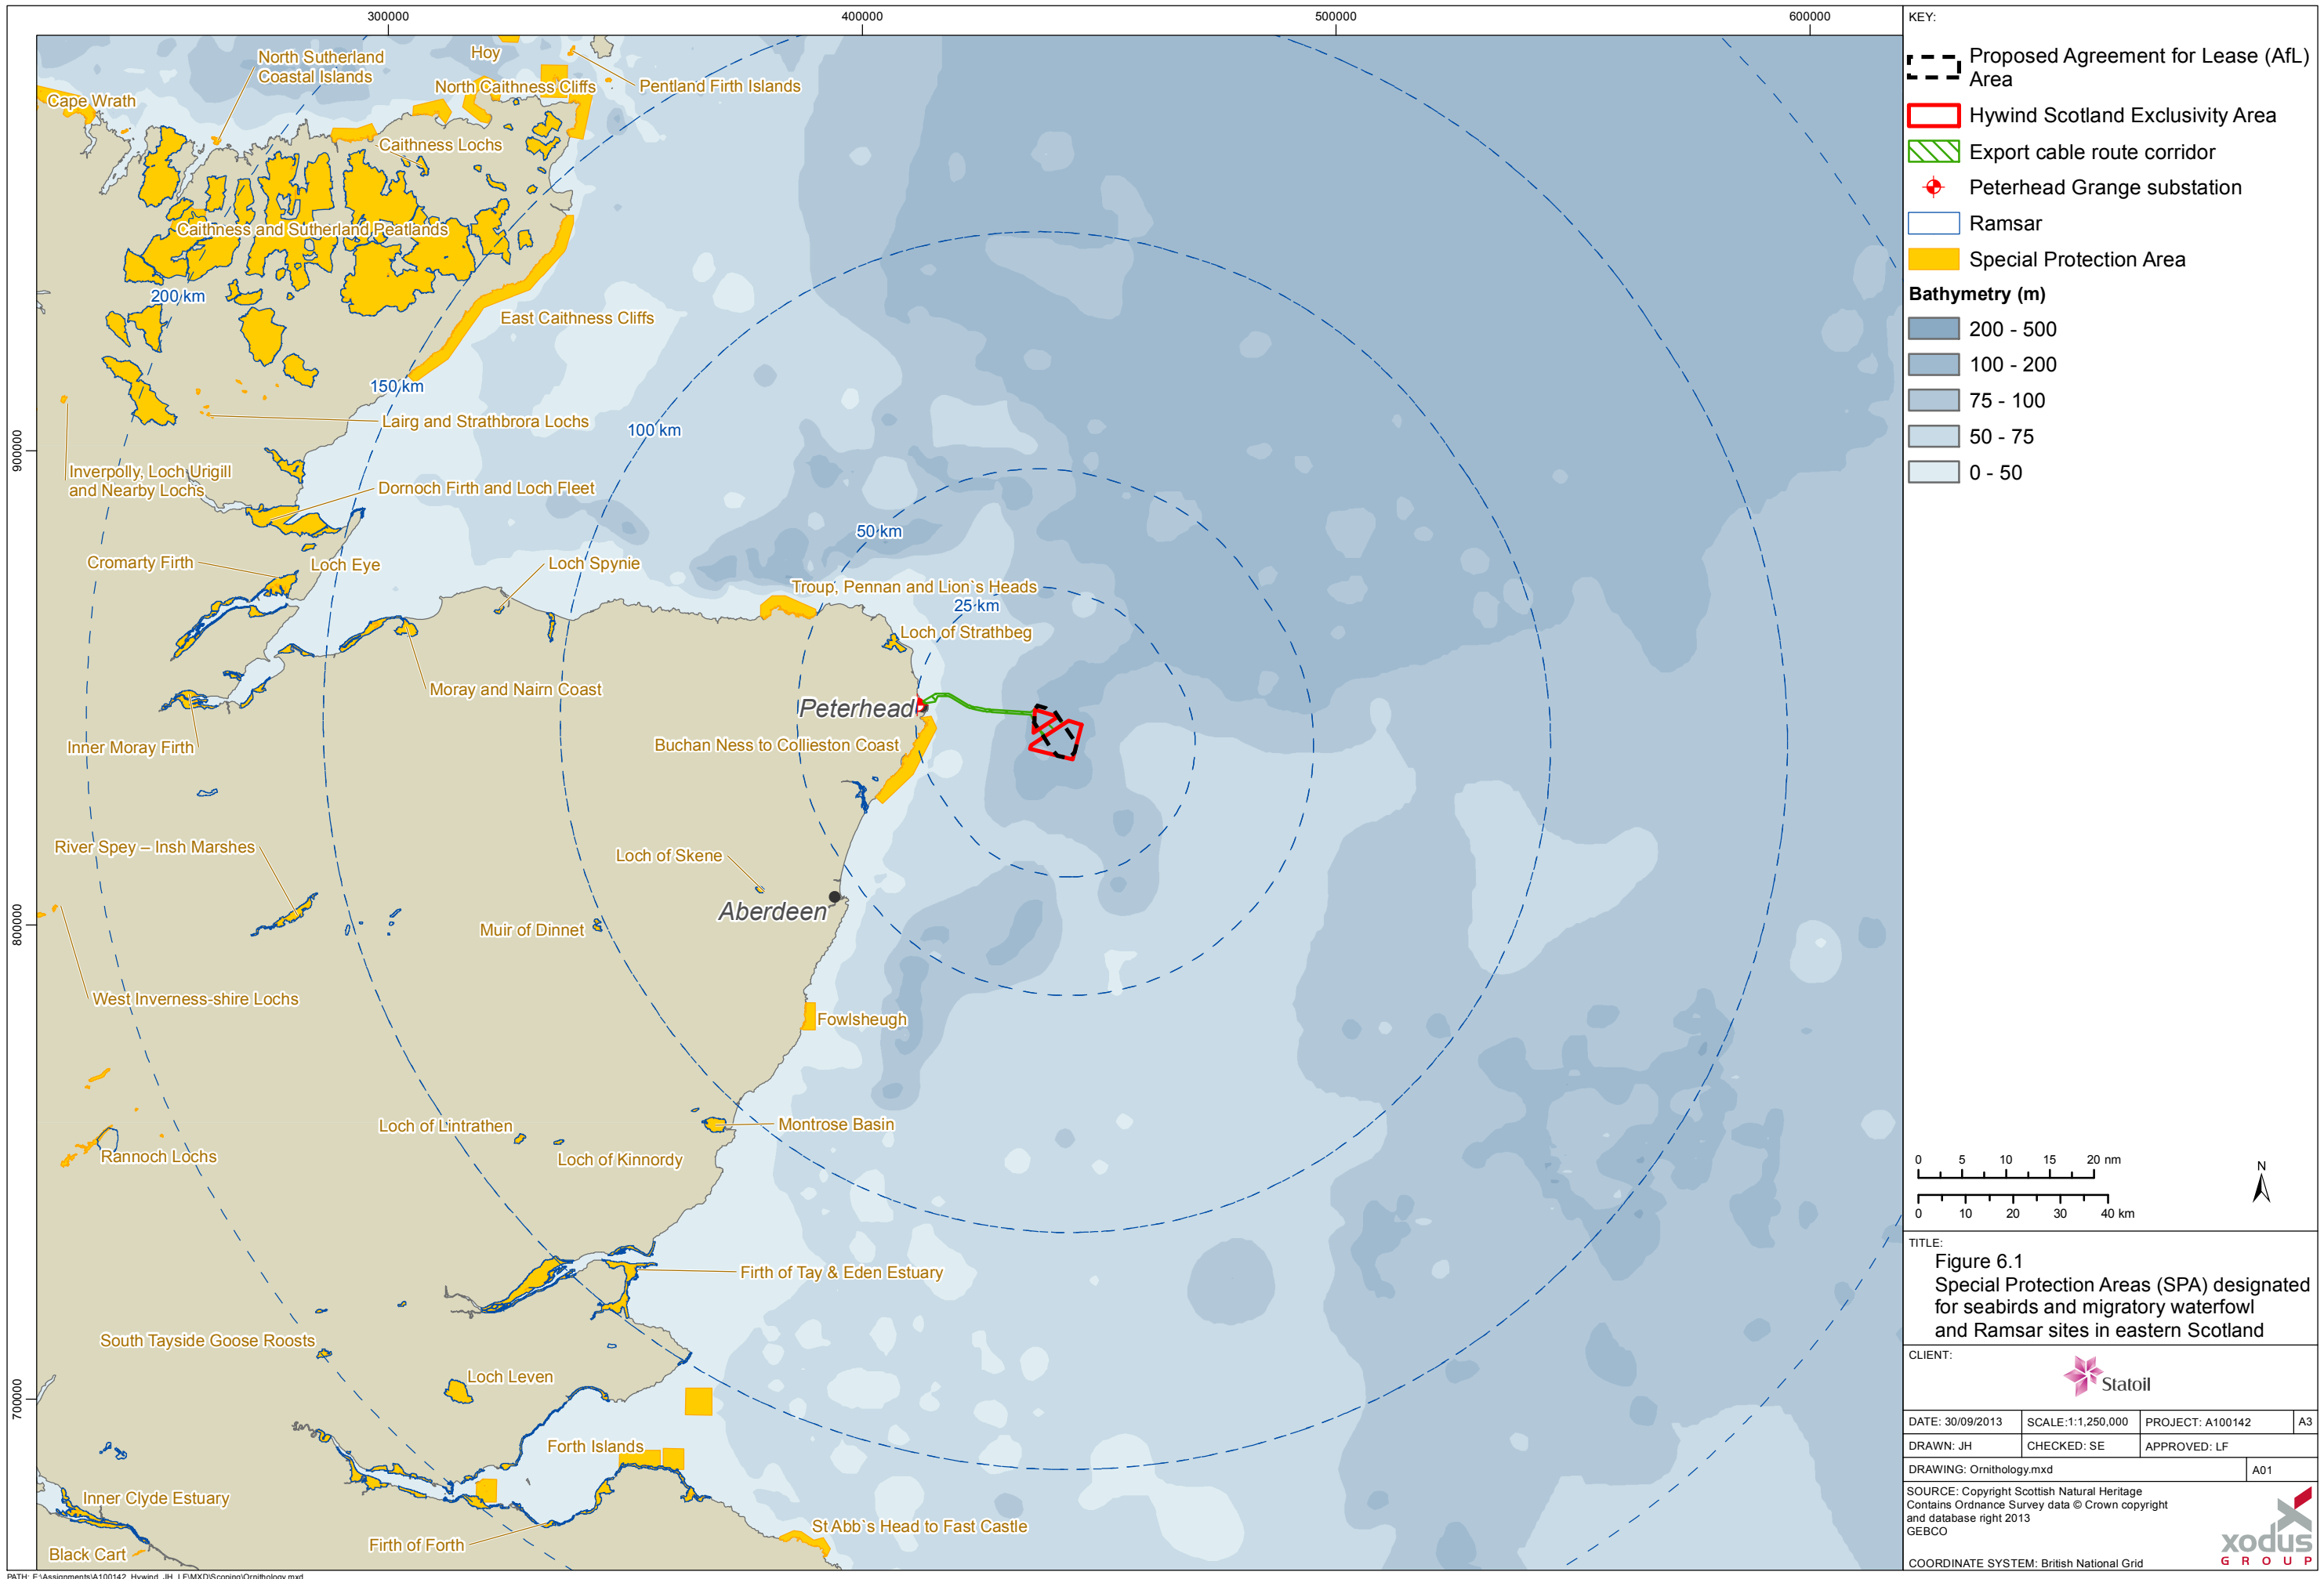 300000
400000
500000
600000
900000
800000
700000
North Sutherland
Coastal Islands
Hoy
Cape Wrath
North Caithness Cliffs
Pentland Firth Islands
Caithness Lochs
Caithness and Sutherland Peatlands
200 km
East Caithness Cliffs
150 km
Lairg and Strathbrora Lochs
100 km
Inverpolly, Loch Urigill
and Nearby Lochs
Dornoch Firth and Loch Fleet
50 km
Cromarty Firth
Loch Eye
Loch Spynie
Troup, Pennan and Lion`s Heads
25 km
Loch of Strathbeg
Moray and Nairn Coast
Peterhead
Inner Moray Firth
Buchan Ness to Collieston Coast
River Spey – Insh Marshes
Loch of Skene
Aberdeen
Muir of Dinnet
West Inverness-shire Lochs
Fowlsheugh
Loch of Lintrathen
Montrose Basin
Rannoch Lochs
Loch of Kinnordy
Firth of Tay & Eden Estuary
South Tayside Goose Roosts
Loch Leven
Forth Islands
Inner Clyde Estuary
St Abb`s Head to Fast Castle
Firth of Forth
Black Cart
PATH: F:\Assignments\A100142_Hywind_JH_LF\MXD\Scoping\Ornithology.mxd
KEY:
Proposed Agreement for Lease (AfL)
Area
Hywind Scotland Exclusivity Area
Export cable route corridor
Peterhead Grange substation
Ramsar
Special Protection Area
Bathymetry (m)
200 - 500
100 - 200
75 - 100
50 - 75
0 - 50
0 5 10 15 20 nm
0 10 20 30 40 km
N
TITLE:
Figure 6.1
Special Protection Areas (SPA) designated
for seabirds and migratory waterfowl
and Ramsar sites in eastern Scotland
CLIENT:
Statoil
DATE: 30/09/2013 SCALE:1:1,250,000 PROJECT: A100142 A3
DRAWN: JH CHECKED: SE APPROVED: LF
DRAWING: Ornithology.mxd A01
SOURCE: Copyright Scottish Natural Heritage
Contains Ordnance Survey data © Crown copyright
and database right 2013
GEBCO
COORDINATE SYSTEM: British National Grid
xodus
GROUP